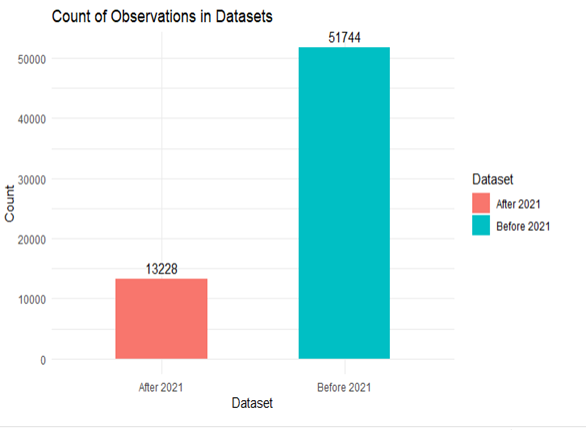 Count of Observations in Datasets
51744
50000
40000
30000
20000
10000
0
Count
13228
After 2021
Before 2021
Dataset
Dataset
After 2021
Before 2021